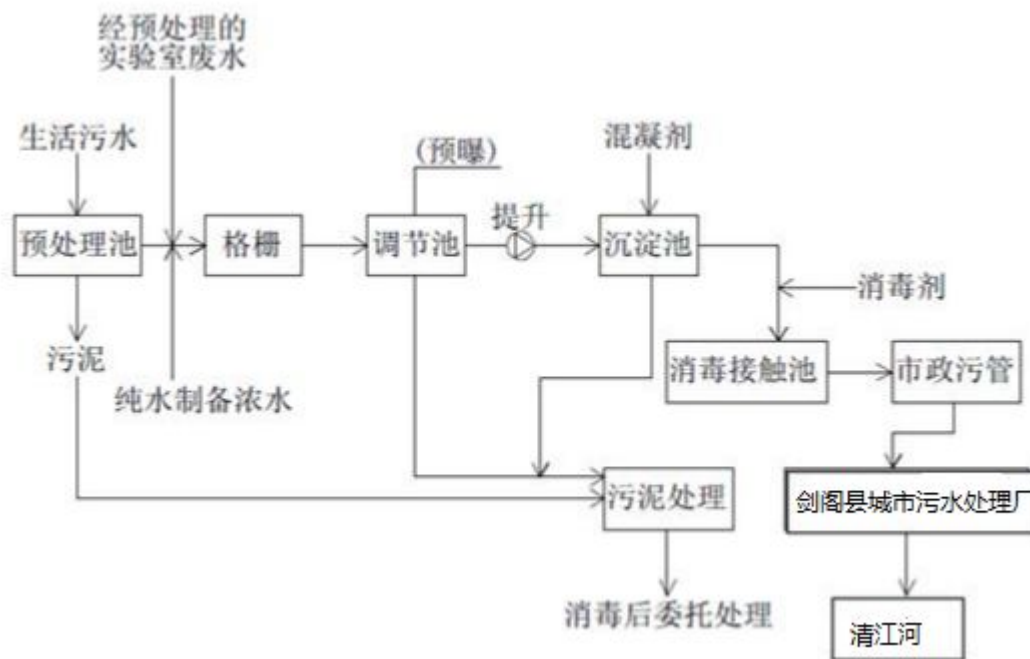 经预处理的
实验室废水
生活污水
(预曝)
混凝剂
提升
预处理池
格栅
调节池
沉淀池
消毒剂
污泥
纯水制备浓水
消毒接触池
市政污管
污泥处理
剑阁县城市污水处理厂
消毒后委托处理
清江河